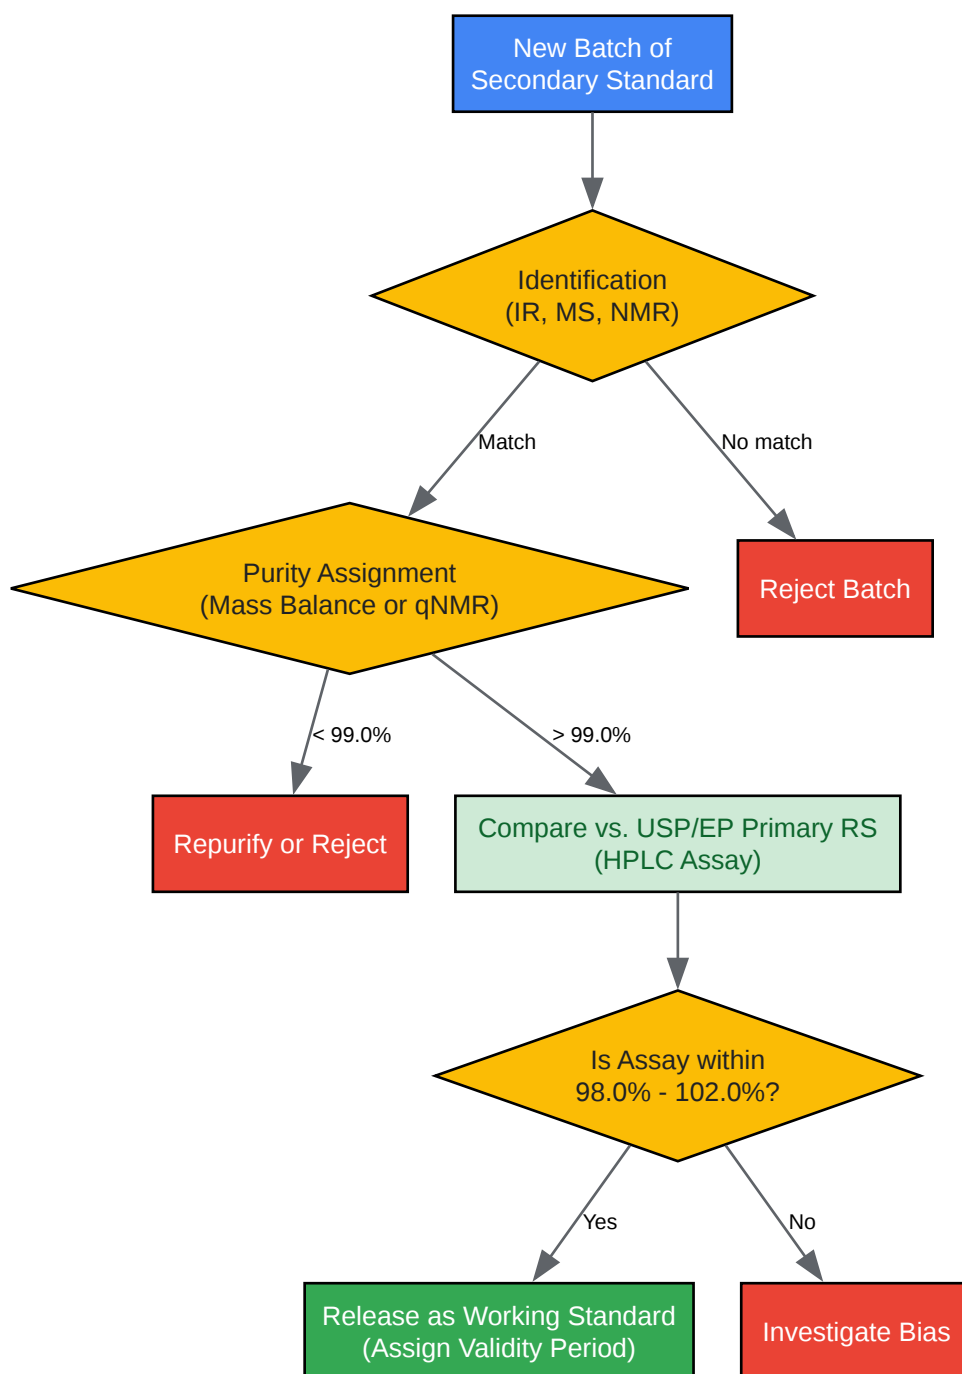 New Batch of
Secondary Standard
Identification
(IR, MS, NMR)
Match
No match
Purity Assignment
(Mass Balance or qNMR)
Reject Batch
< 99.0%
> 99.0%
Repurify or Reject
Compare vs. USP/EP Primary RS
(HPLC Assay)
Is Assay within
98.0% - 102.0%?
Yes
No
Release as Working Standard
(Assign Validity Period)
Investigate Bias